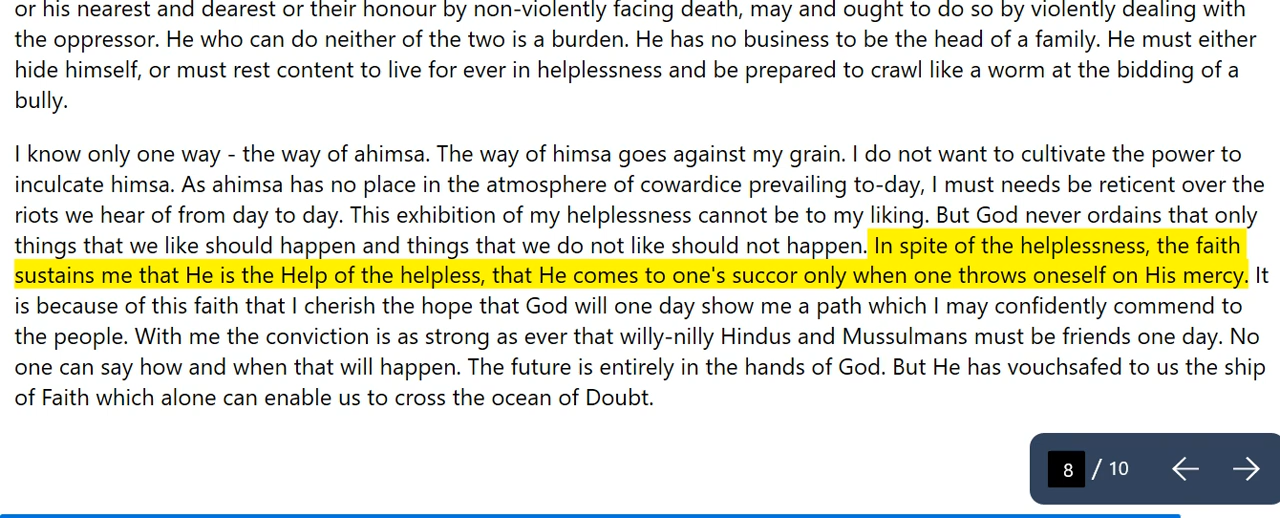 or his nearest and dearest or their honour by non-violently facing death, may and ought to do so by violently dealing with
the oppressor. He who can do neither of the two is a burden. He has no business to be the head of a family. He must either
hide himself, or must rest content to live for ever in helplessness and be prepared to crawl like a worm at the bidding of a
bully.
I know only one way - the way of ahimsa. The way of himsa goes against my grain. I do not want to cultivate the power to
inculcate himsa. As ahimsa has no place in the atmosphere of cowardice prevailing to-day, I must needs be reticent over the
riots we hear of from day to day. This exhibition of my helplessness cannot be to my liking. But God never ordains that only
things that we like should happen and things that we do not like should not happen. In spite of the helplessness, the faith
sustains me that He is the Help of the helpless, that He comes to one's succor only when one throws oneself on His mercy. It
is because of this faith that I cherish the hope that God will one day show me a path which I may confidently commend to
the people. With me the conviction is as strong as ever that willy-nilly Hindus and Mussulmans must be friends one day. No
one can say how and when that will happen. The future is entirely in the hands of God. But He has vouchsafed to us the ship
of Faith which alone can enable us to cross the ocean of Doubt.
8 / 10